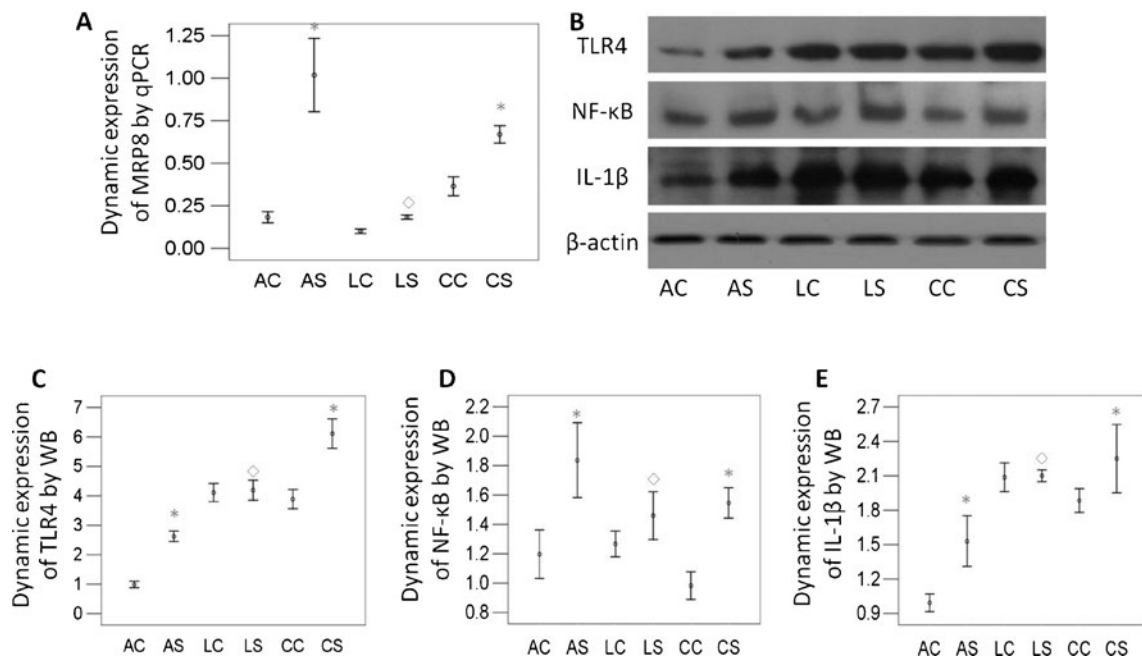 A
Dynamic expression
of MRP8 by qPCR
1.25
1.00
0.75
0.50
0.25
0.00
*
◇
*
AC AS LC LS CC CS
B
TLR4
NF-κB
IL-1β
β-actin
AC AS LC LS CC CS
C
Dynamic expression
of TLR4 by WB
7
6
5
4
3
2
1
0
*
◇
*
AC AS LC LS CC CS
D
Dynamic expression
of NF-κB by WB
2.2
2.0
1.8
1.6
1.4
1.2
1.0
0.8
*
◇
*
AC AS LC LS CC CS
E
Dynamic expression
of IL-1β by WB
2.7
2.4
2.1
1.8
1.5
1.2
0.9
*
◇
*
AC AS LC LS CC CS